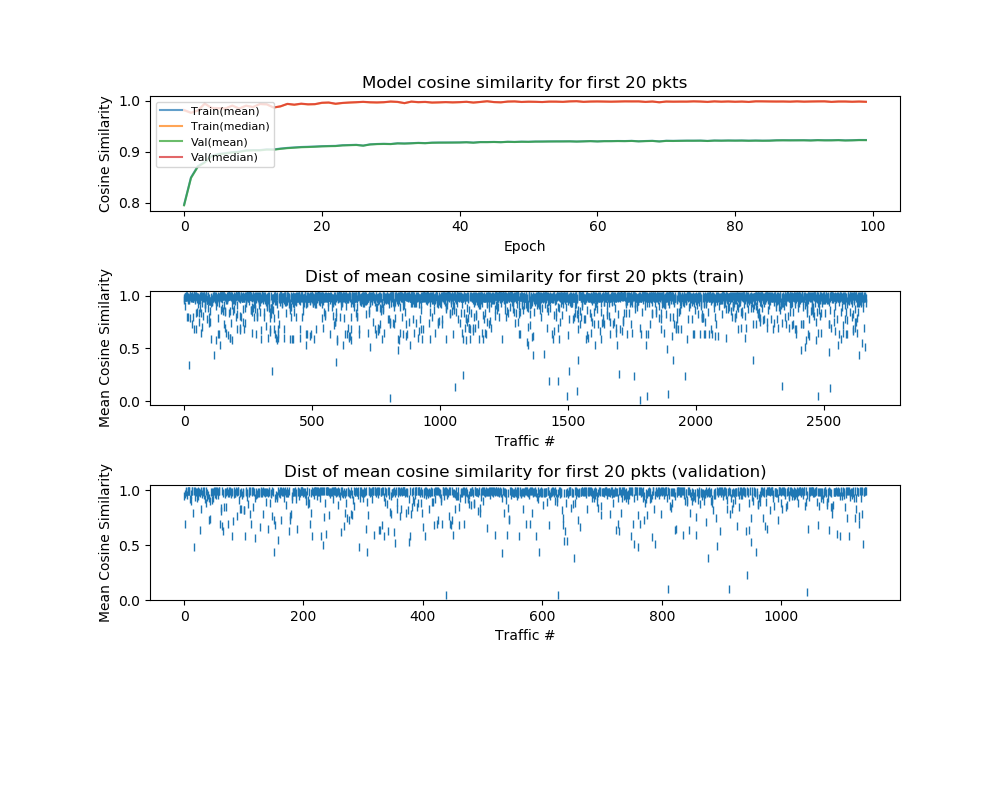 Model cosine similarity for first 20 pkts
Cosine Similarity
1.0
0.9
0.8
Train(mean)
Train(median)
Val(mean)
Val(median)
0 20 40 60 80 100
Epoch
Dist of mean cosine similarity for first 20 pkts (train)
Mean Cosine Similarity
1.0
0.5
0.0
0 500 1000 1500 2000 2500
Traffic #
Dist of mean cosine similarity for first 20 pkts (validation)
Mean Cosine Similarity
1.0
0.5
0.0
0 200 400 600 800 1000
Traffic #